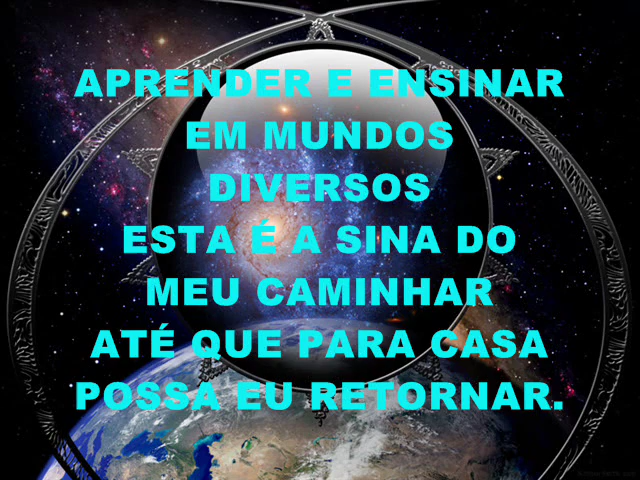 APRENDER E ENSINAR
EM MUNDOS
DIVERSOS
ESTA É A SINA DO
MEU CAMINHAR
ATÉ QUE PARA CASA
POSSA EU RETORNAR.